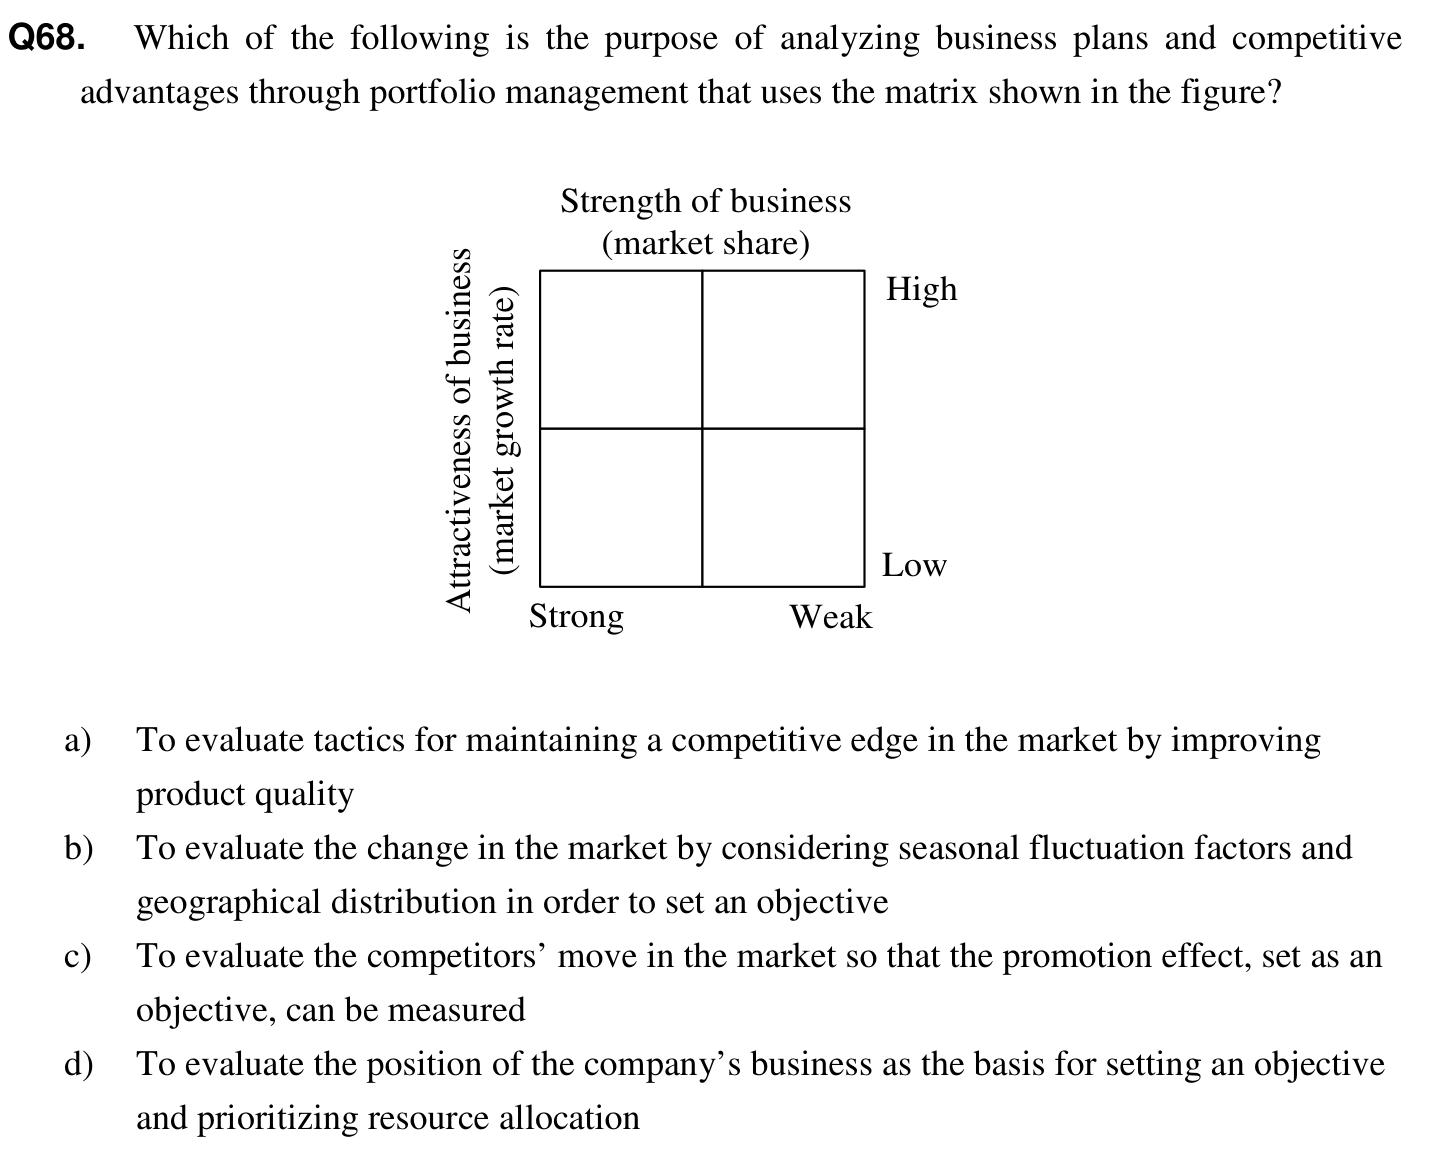 Q68. Which of the following is the purpose of analyzing business plans and competitive
advantages through portfolio management that uses the matrix shown in the figure?
Strength of business
(market share)
Attractiveness of business
(market growth rate)
High
Low
Strong Weak
a) To evaluate tactics for maintaining a competitive edge in the market by improving
product quality
b) To evaluate the change in the market by considering seasonal fluctuation factors and
geographical distribution in order to set an objective
c) To evaluate the competitors’ move in the market so that the promotion effect, set as an
objective, can be measured
d) To evaluate the position of the company’s business as the basis for setting an objective
and prioritizing resource allocation